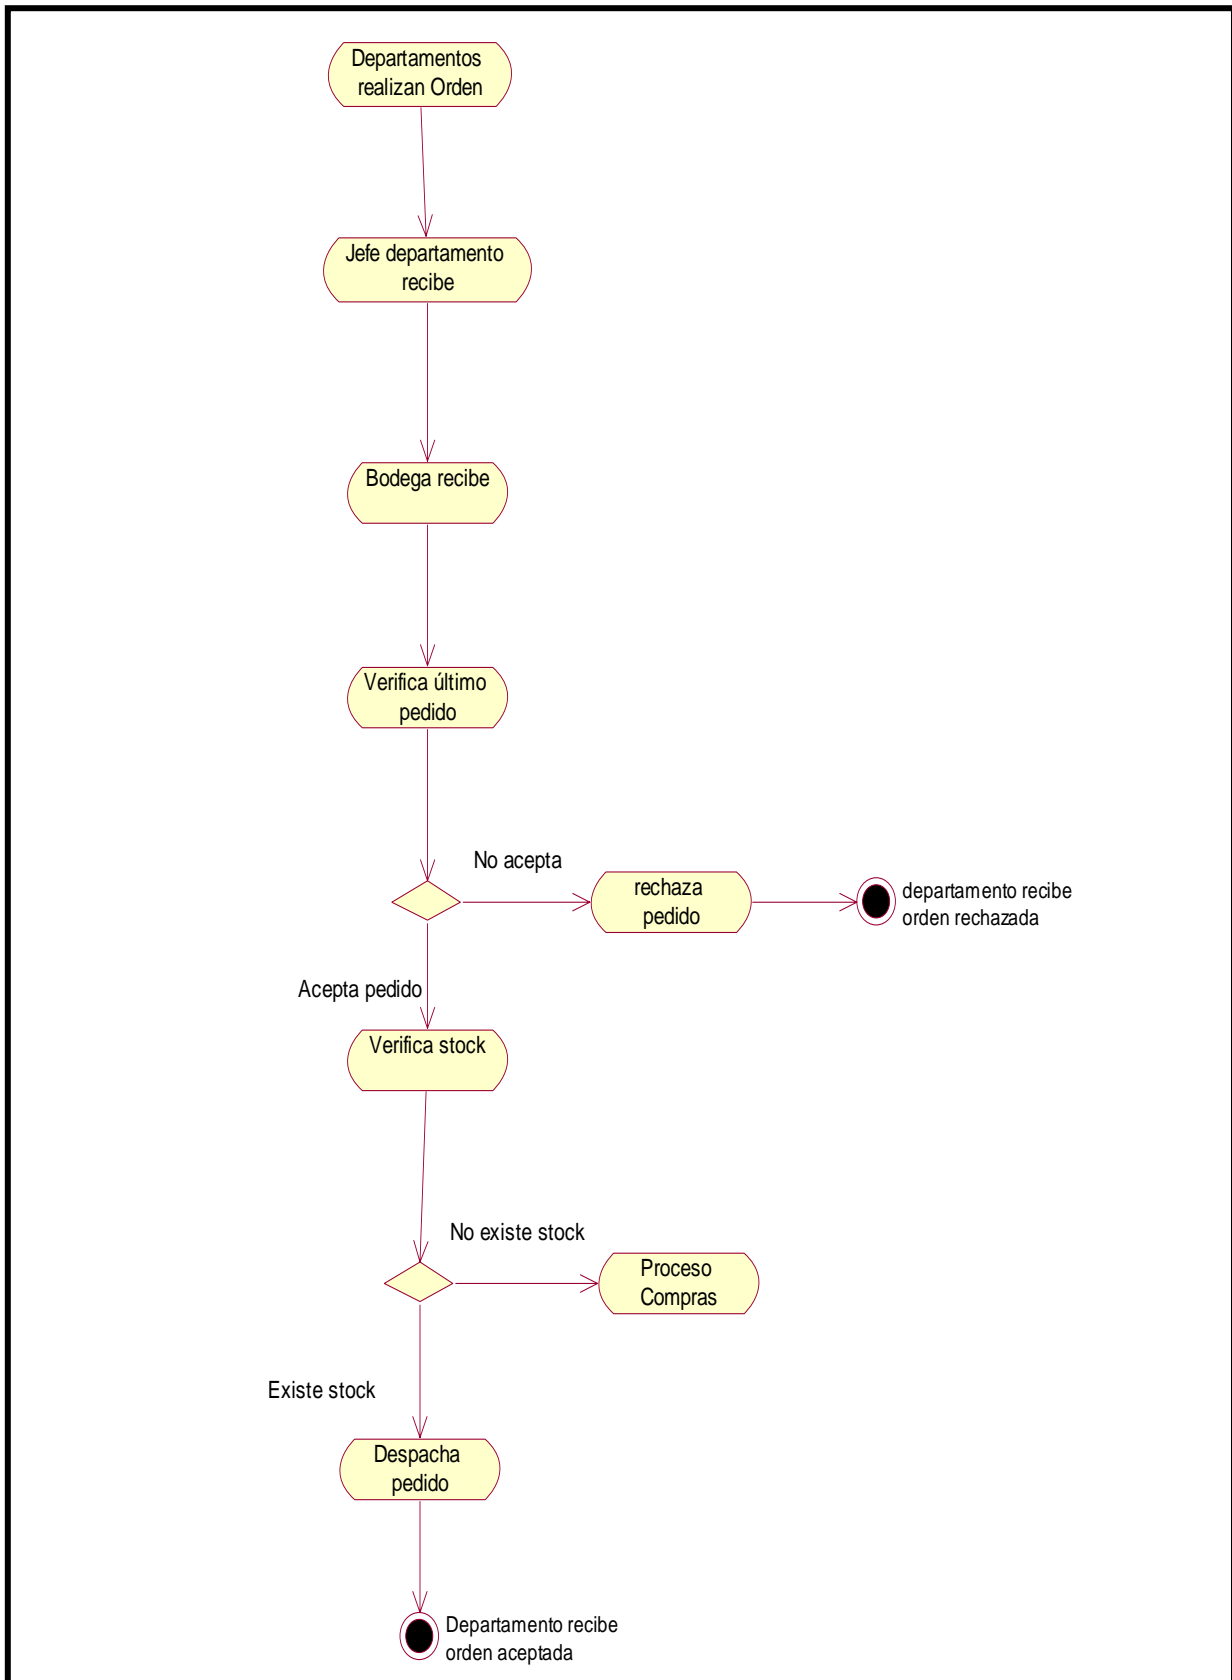 Departamentos
realizan Orden
Jefe departamento
recibe
Bodega recibe
Verifica último
pedido
No acepta
rechaza
pedido
departamento recibe
orden rechazada
Acepta pedido
Verifica stock
No existe stock
Proceso
Compras
Existe stock
Despacha
pedido
Departamento recibe
orden aceptada